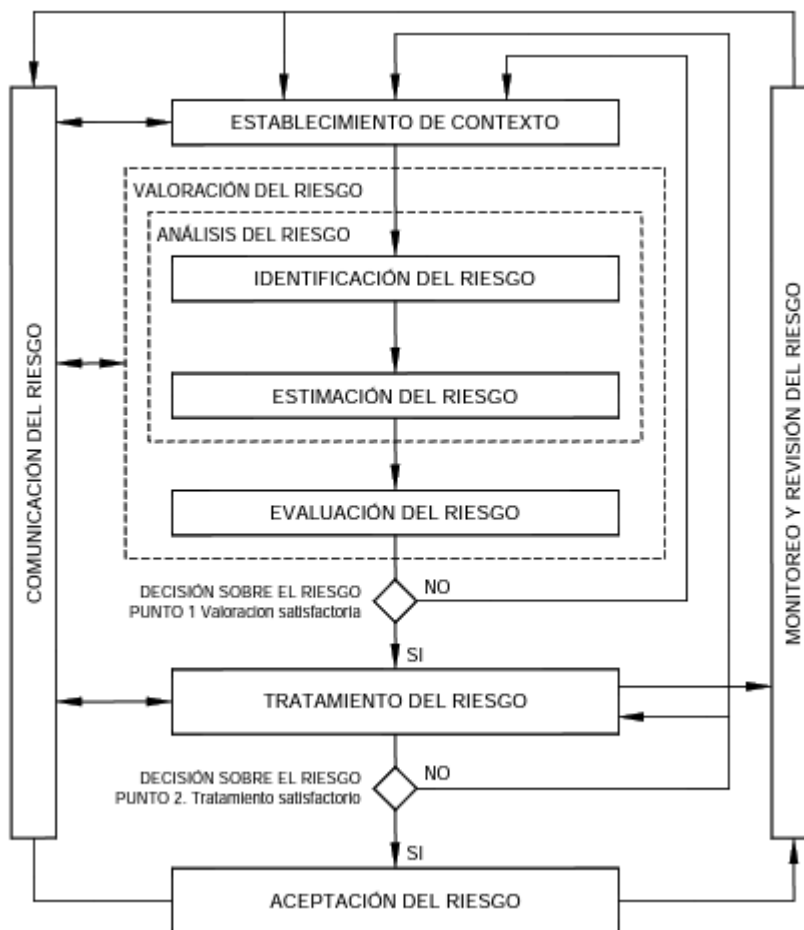 ESTABLECIMIENTO DE CONTEXTO
VALORACIÓN DEL RIESGO
ANÁLISIS DEL RIESGO
IDENTIFICACIÓN DEL RIESGO
ESTIMACIÓN DEL RIESGO
EVALUACIÓN DEL RIESGO
DECISIÓN SOBRE EL RIESGO
PUNTO 1 Valoracion satisfactoria
NO
SI
TRATAMIENTO DEL RIESGO
DECISIÓN SOBRE EL RIESGO
PUNTO 2. Tratamiento satisfactorio
NO
SI
ACEPTACIÓN DEL RIESGO
COMUNICACIÓN DEL RIESGO
MONITOREO Y REVISIÓN DEL RIESGO